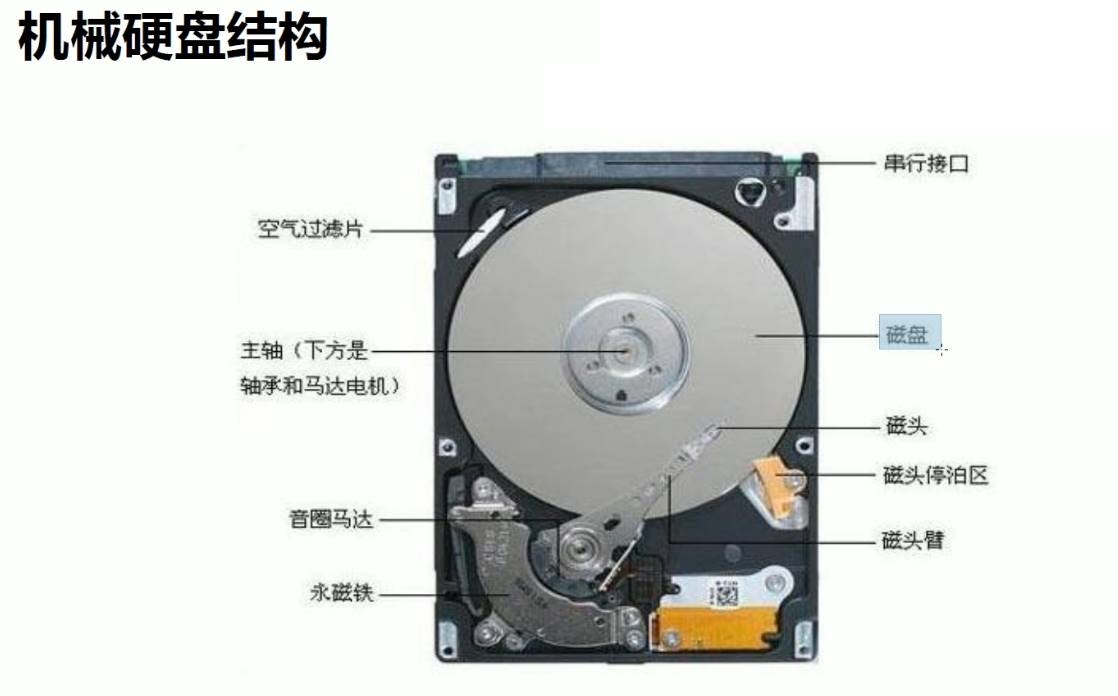 机械硬盘结构
串行接口
空气过滤片
磁盘
主轴（下方是
轴承和马达电机）
磁头
磁头停泊区
音圈马达
磁头臂
永磁铁